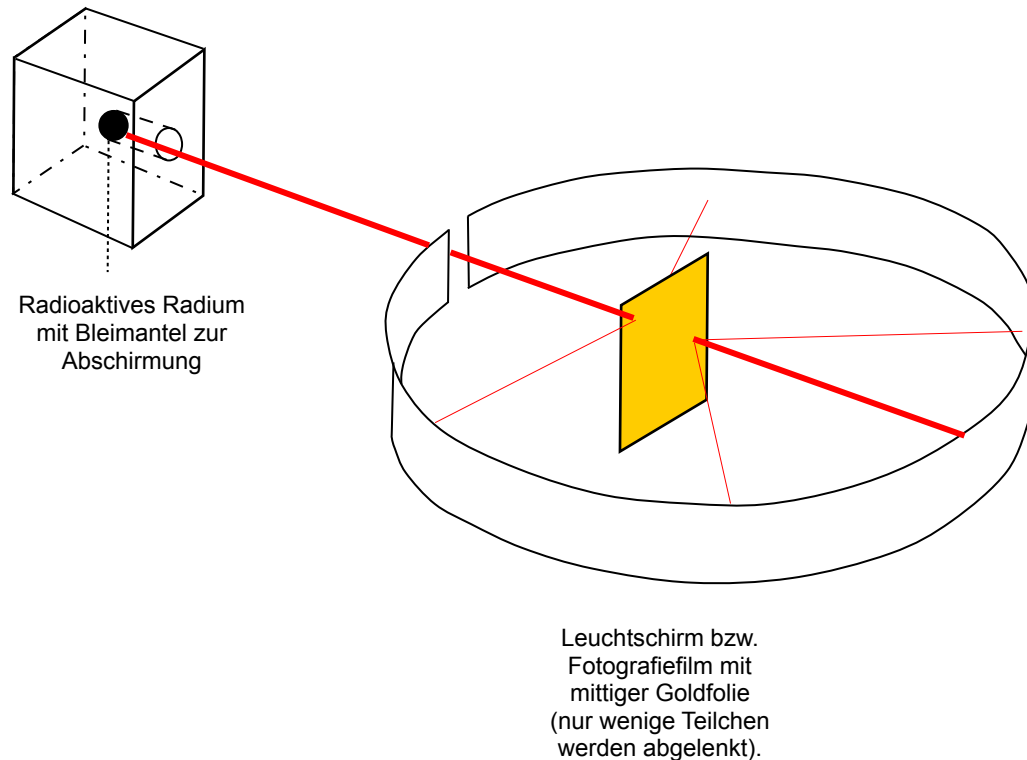 Radioaktives Radium
mit Bleimantel zur
Abschirmung
Leuchtschirm bzw.
Fotografiefilm mit
mittiger Goldfolie
(nur wenige Teilchen
werden abgelenkt).